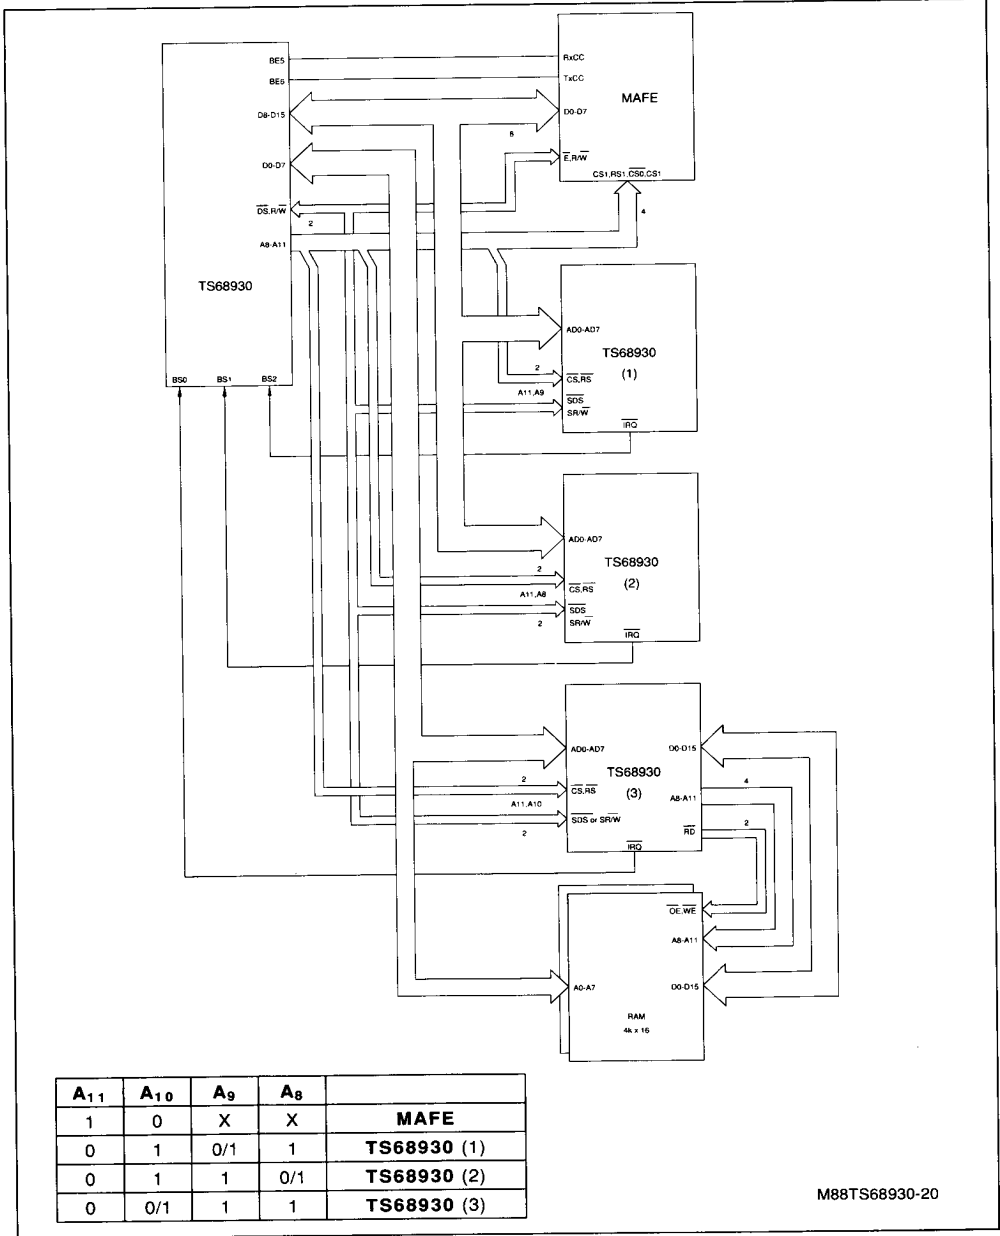 BE5
BE6
D8-D15
D0-D7
DS,R/W
2
A8-A11
TS68930
BS0
BS1
BS2
RxCC
TxCC
MAFE
D0-D7
8
E,R/W
CS1,RS1,CS0,CS1
4
AD0-AD7
TS68930
(1)
2
CS,RS
A11,A9
SDS
SR/W
IRQ
AD0-AD7
TS68930
(2)
2
CS,RS
A11,A8
SDS
2
SR/W
IRQ
AD0-AD7
D0-D15
TS68930
(3)
2
CS,RS
4
A8-A11
A11,A10
SDS or SR/W
2
RD
2
IRQ
OE,WE
A8-A11
A0-A7
D0-D15
RAM
4k x 16
A11 A10 A9 A8
1 0 X X MAFE
0 1 0/1 1 TS68930 (1)
0 1 1 0/1 TS68930 (2)
0 0/1 1 1 TS68930 (3)
M88TS68930-20